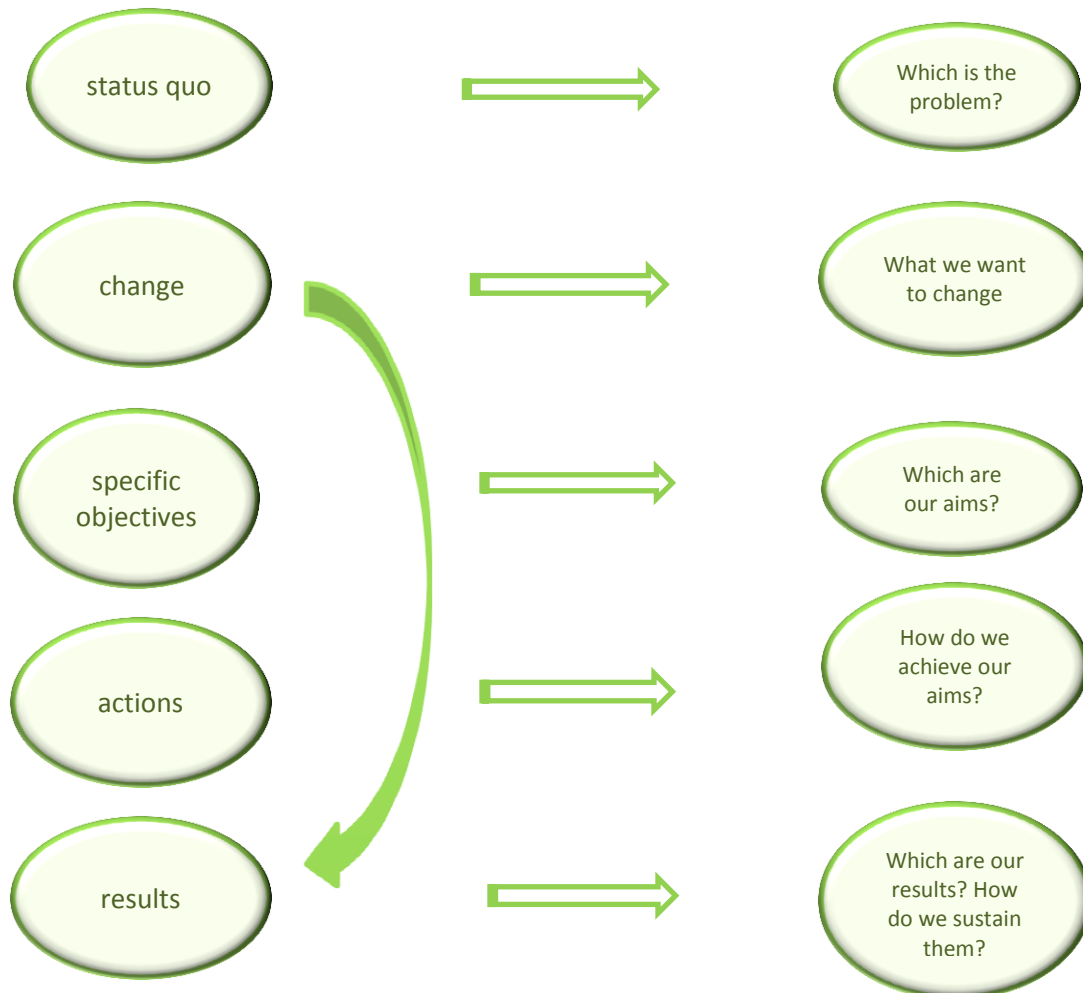 status quo
Which is the
problem?
change
What we want
to change
specific
objectives
Which are
our aims?
actions
How do we
achieve our
aims?
results
Which are our
results? How
do we sustain
them?